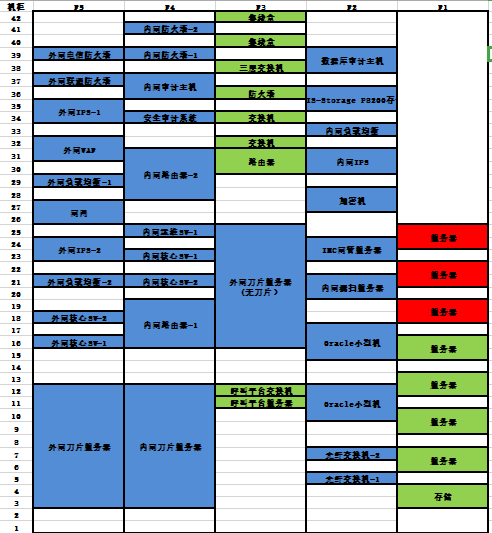 机柜 F5 F4 F3 F2 F1
42 集线盒
41 内网防火墙-2
40 集线盒
39 外网电信防火墙 内网防火墙-1
数据库审计主机
38 三层交换机
37 外网联通防火墙
内网审计主机
36 防火墙
IS-Storage PS200存
35
外网IPS-1
34 安全审计系统 交换机
33 内网负载均衡
32 交换机
外网WAF
31 路由器 内网IPS
30
内网路由器-2
29 外网负载均衡-1
28
加密机
27
网闸
26
25 内网汇聚SW-1 服务器
24
外网IPS-2 IMC网管服务器
23 内网核心SW-1
22 服务器
外网刀片服务器
(无刀片)
21 外网负载均衡-2 内网核心SW-2
内网漏扫服务器
20
19 服务器
18 外网核心SW-2
内网路由器-1
17
16 外网核心SW-1 Oracle小型机 服务器
15
14
13 服务器
12 呼叫平台交换机
11 呼叫平台服务器 Oracle小型机
10 服务器
9
8
外网刀片服务器 内网刀片服务器
7 光纤交换机-2 服务器
6
5 光纤交换机-1
4 存储
3
2
1